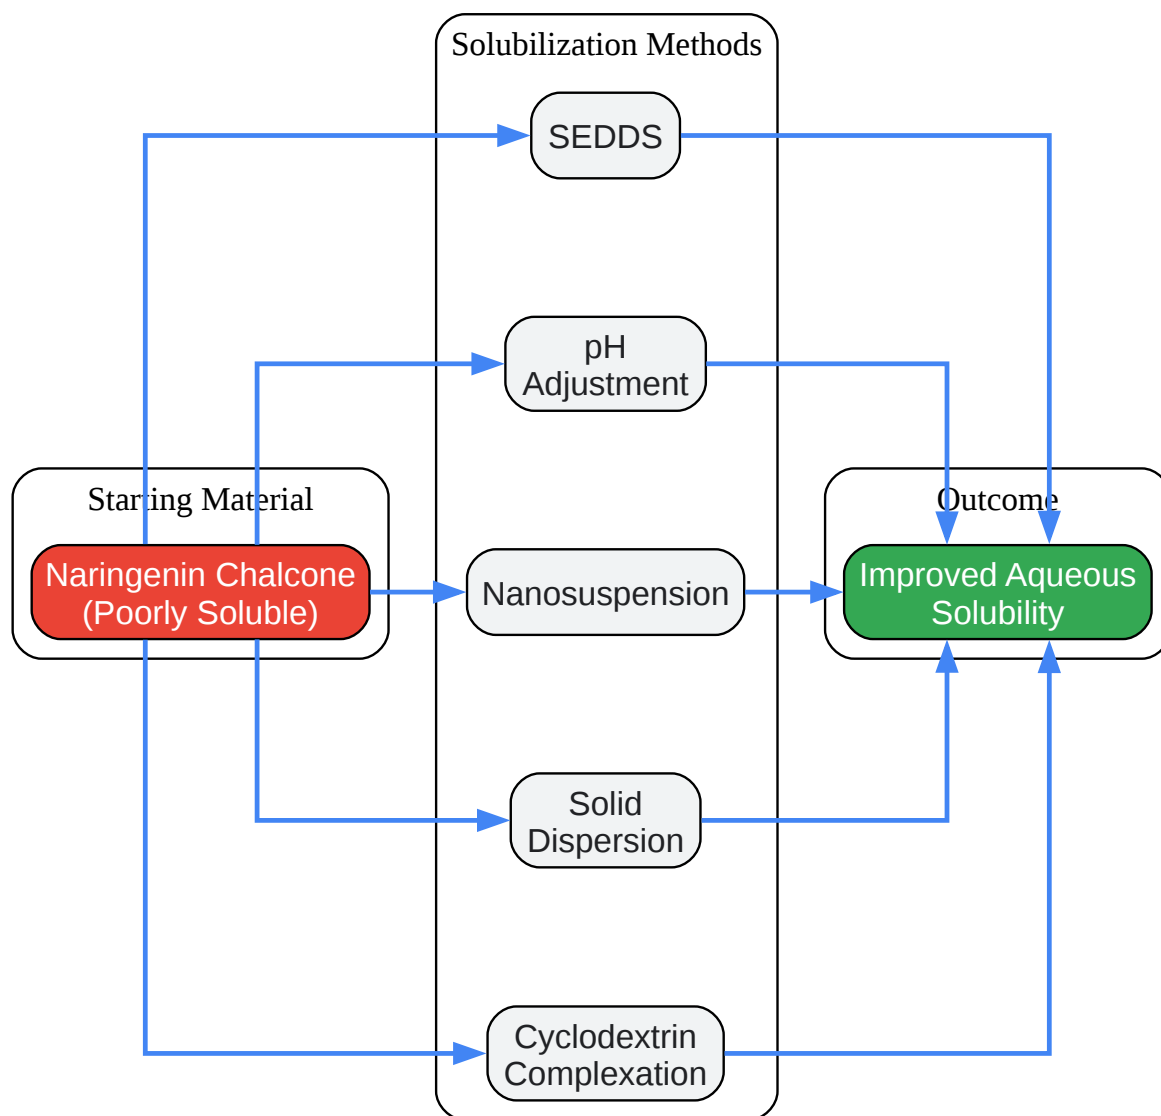 Solubilization Methods
SEDDS
pH
Adjustment
Starting Material
Naringenin Chalcone
(Poorly Soluble)
Nanosuspension
Outcome
Improved Aqueous
Solubility
Solid
Dispersion
Cyclodextrin
Complexation